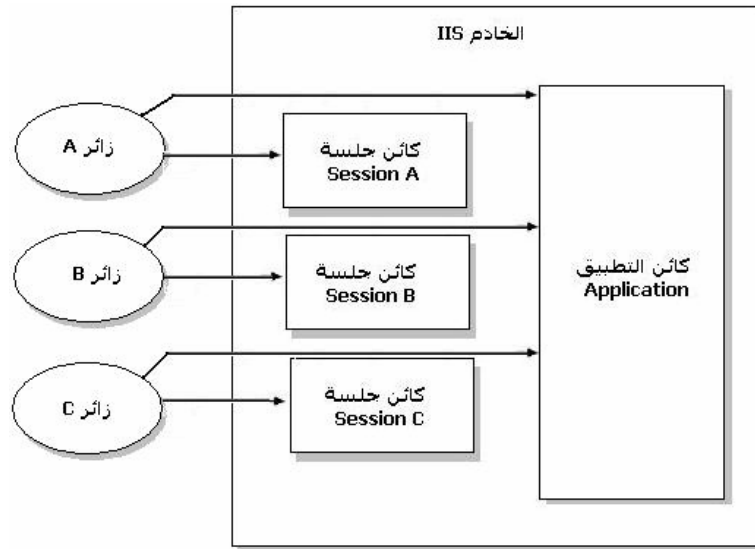 الخادم IIS
زائر A
كائن جلسة
Session A
زائر B
كائن جلسة
Session B
كائن التطبيق
Application
زائر C
كائن جلسة
Session C